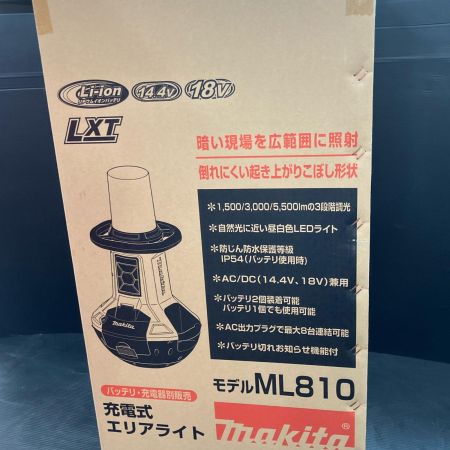 Li-ion
リチウムイオンバッテリ
14.4V
18V
LXT
暗い現場を広範囲に照射
倒れにくい起き上がりこぼし形状
＊1,500/3,000/5,500lmの3段階調光
＊自然光に近い昼白色LEDライト
＊防じん防水保護等級
IP54(バッテリ使用時)
＊AC/DC(14.4V、18V)兼用
＊バッテリ2個装着可能
バッテリ1個でも使用可能
＊AC出力プラグで最大8台連結可能
＊バッテリ切れお知らせ機能付
makita
バッテリ・充電器別販売
充電式
エリアライト
モデルML810
makita®